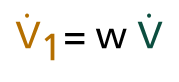 V̇₁ = w V̇